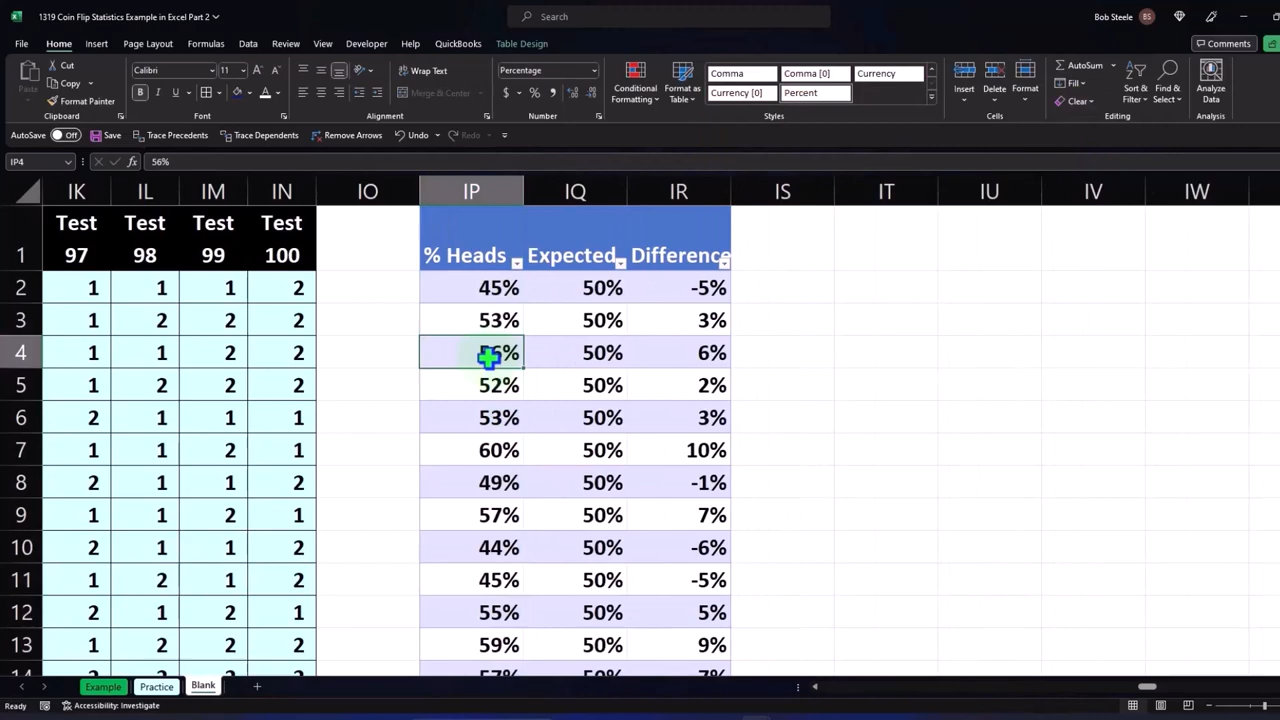 1319 Coin Flip Statistics Example in Excel Part 2
Search
Bob Steele BS
File Home Insert Page Layout Formulas Data Review View Developer Help QuickBooks Table Design
Comments
Paste Cut Copy Format Painter Clipboard
Calibri 11 B I U Font
Wrap Text Merge & Center Alignment
Percentage $ % Number
Conditional Formatting Format as Table
Comma Comma [0] Currency
Currency [0] Percent
Styles
Insert Delete Format Cells
AutoSum Fill Clear Sort & Filter Find & Select Editing
Analyze Data Analysis
AutoSave Off Save Trace Precedents Trace Dependents Remove Arrows Undo Redo
IP4 fx 56%
IK IL IM IN IO IP IQ IR IS IT IU IV IW
Test Test Test Test
1 97 98 99 100 % Heads Expected Difference
2 1 1 1 2 45% 50% -5%
3 1 2 2 2 53% 50% 3%
4 1 1 2 2 50% 6%
5 1 2 2 2 52% 50% 2%
6 2 1 1 1 53% 50% 3%
7 1 1 2 1 60% 50% 10%
8 2 1 1 2 49% 50% -1%
9 1 1 2 1 57% 50% 7%
10 2 1 1 2 44% 50% -6%
11 1 2 1 2 45% 50% -5%
12 2 1 2 1 55% 50% 5%
13 1 2 2 2 59% 50% 9%
Example Practice Blank
Ready Accessibility: Investigate